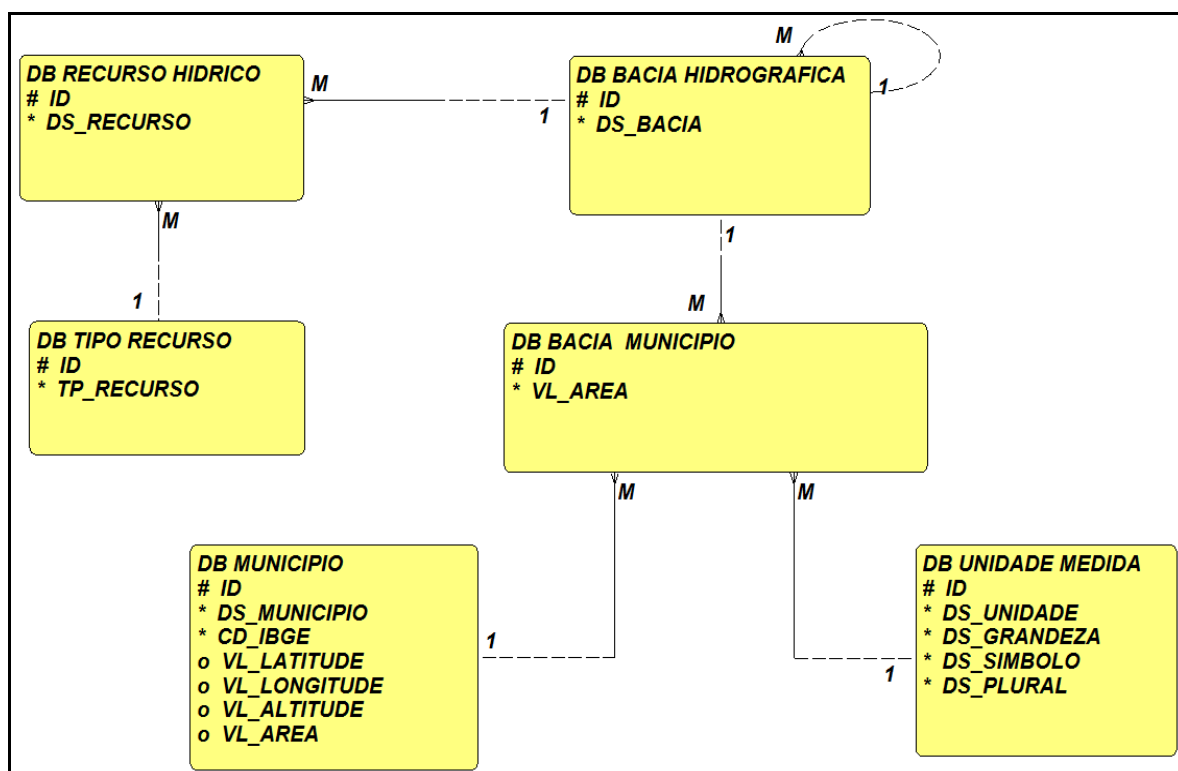 DB RECURSO HIDRICO
# ID
* DS_RECURSO
M
1
M
1
DB BACIA HIDROGRAFICA
# ID
* DS_BACIA
M
1
1
M
DB TIPO RECURSO
# ID
* TP_RECURSO
DB BACIA MUNICIPIO
# ID
* VL_AREA
M
M
DB MUNICIPIO
# ID
* DS_MUNICIPIO
* CD_IBGE
o VL_LATITUDE
o VL_LONGITUDE
o VL_ALTITUDE
o VL_AREA
1
1
DB UNIDADE MEDIDA
# ID
* DS_UNIDADE
* DS_GRANDEZA
* DS_SIMBOLO
* DS_PLURAL